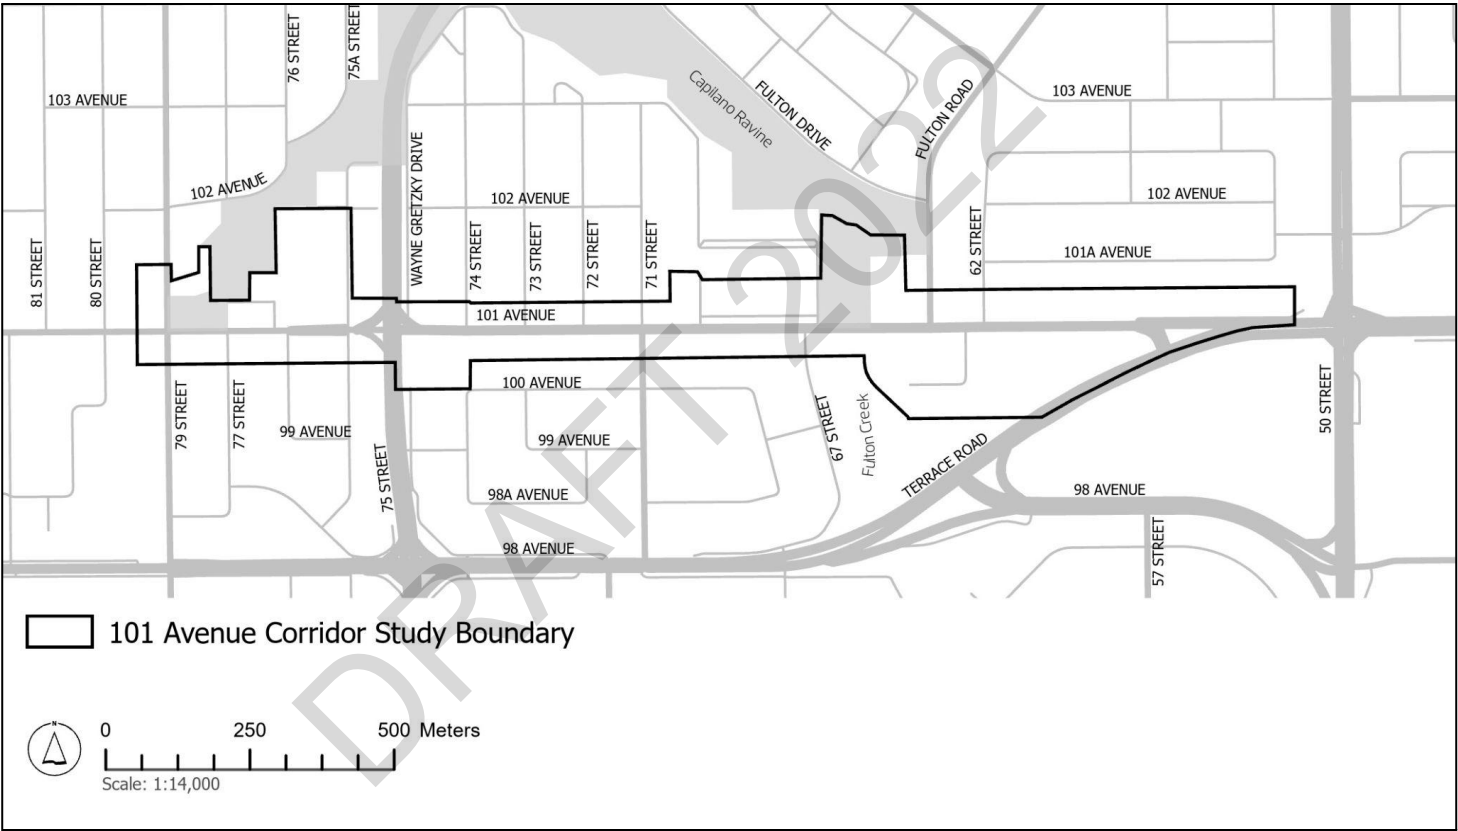 76 STREET
75A STREET
103 AVENUE
Capilano Ravine
FULTON DRIVE
FULTON ROAD
103 AVENUE
102 AVENUE
WAYNE GRETZKY DRIVE
102 AVENUE
102 AVENUE
81 STREET
80 STREET
74 STREET
73 STREET
72 STREET
71 STREET
62 STREET
101A AVENUE
101 AVENUE
79 STREET
77 STREET
99 AVENUE
75 STREET
100 AVENUE
99 AVENUE
98A AVENUE
98 AVENUE
67 STREET
Fulton Creek
TERRACE ROAD
98 AVENUE
57 STREET
50 STREET
DRAFT 2022
101 Avenue Corridor Study Boundary
N
0 250 500 Meters
Scale: 1:14,000